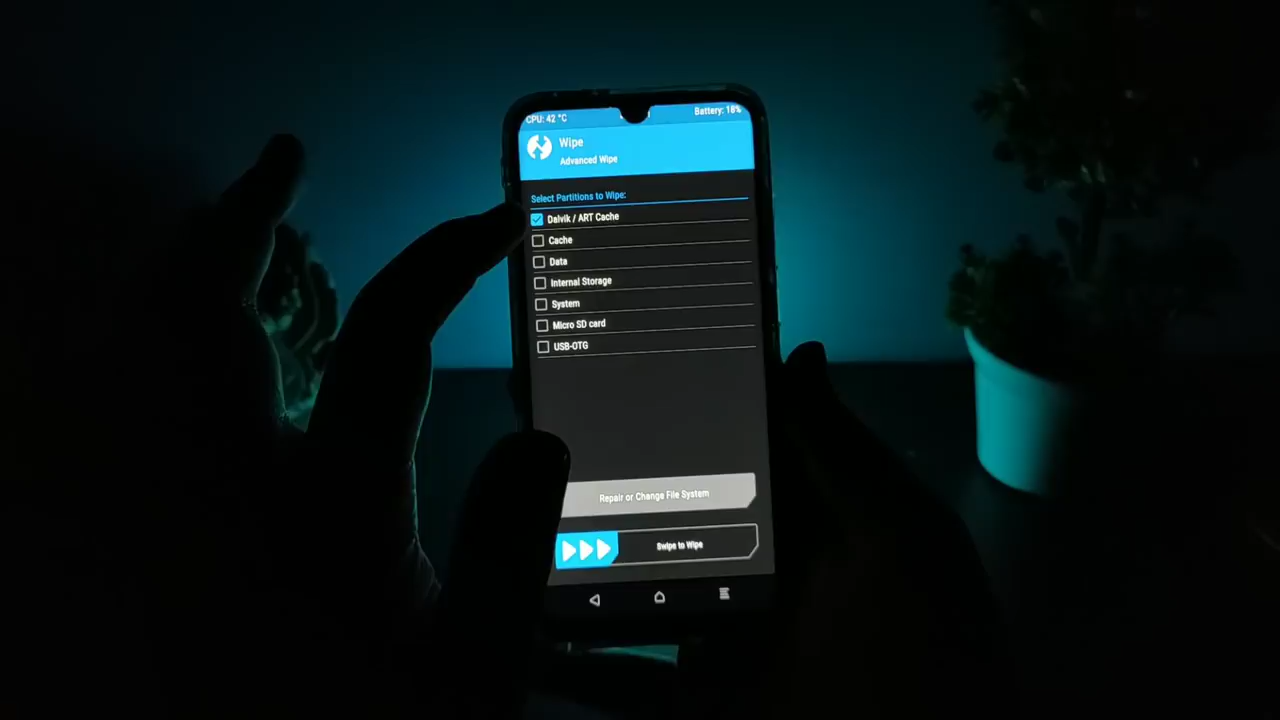 CPU: 42 °C
Battery: 18%
Wipe
Advanced Wipe
Select Partitions to Wipe:
Dalvik / ART Cache
Cache
Data
Internal Storage
System
Micro SD card
USB-OTG
Repair or Change File System
Swipe to Wipe